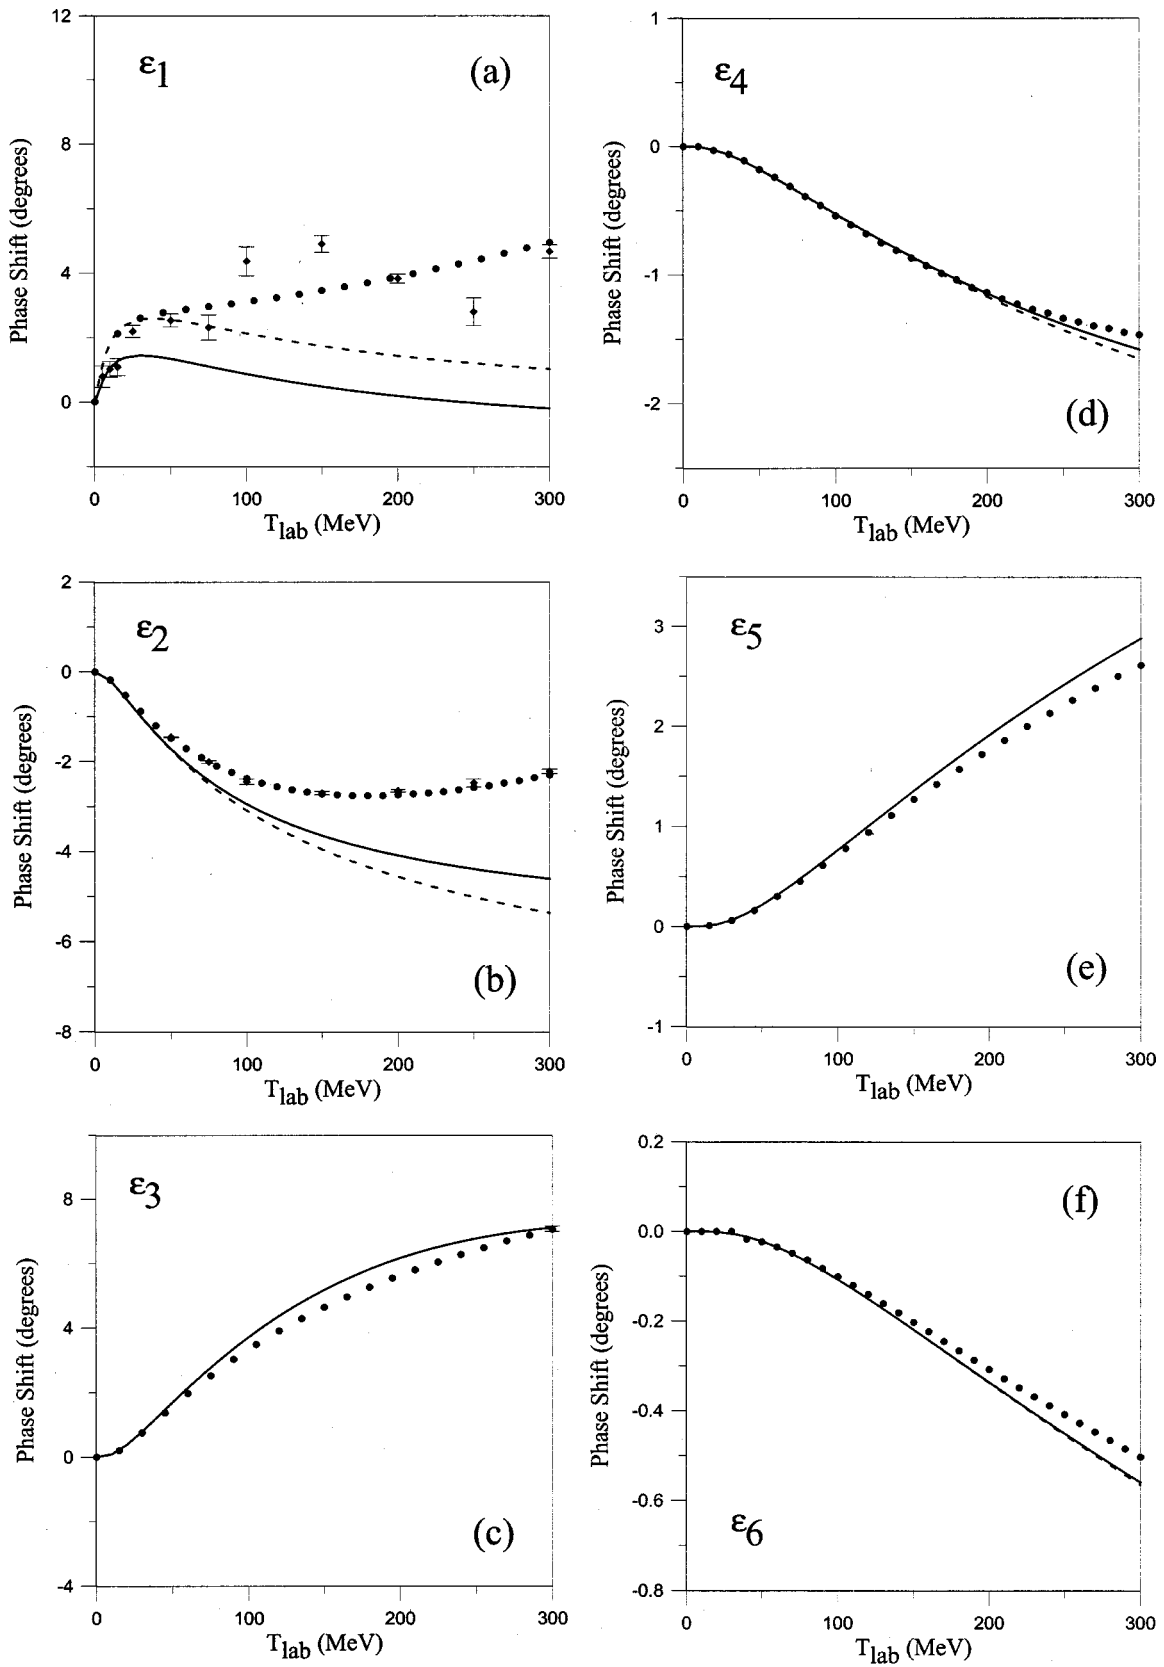 12
8
4
0
ε1
(a)
Phase Shift (degrees)
0
100
200
300
Tlab (MeV)
1
0
-1
-2
ε4
(d)
Phase Shift (degrees)
0
100
200
300
Tlab (MeV)
2
0
-2
-4
-6
-8
ε2
(b)
Phase Shift (degrees)
0
100
200
300
Tlab (MeV)
3
2
1
0
-1
ε5
(e)
Phase Shift (degrees)
0
100
200
300
Tlab (MeV)
8
4
0
-4
ε3
(c)
Phase Shift (degrees)
0
100
200
300
Tlab (MeV)
0.2
0.0
-0.2
-0.4
-0.6
-0.8
(f)
ε6
Phase Shift (degrees)
0
100
200
300
Tlab (MeV)